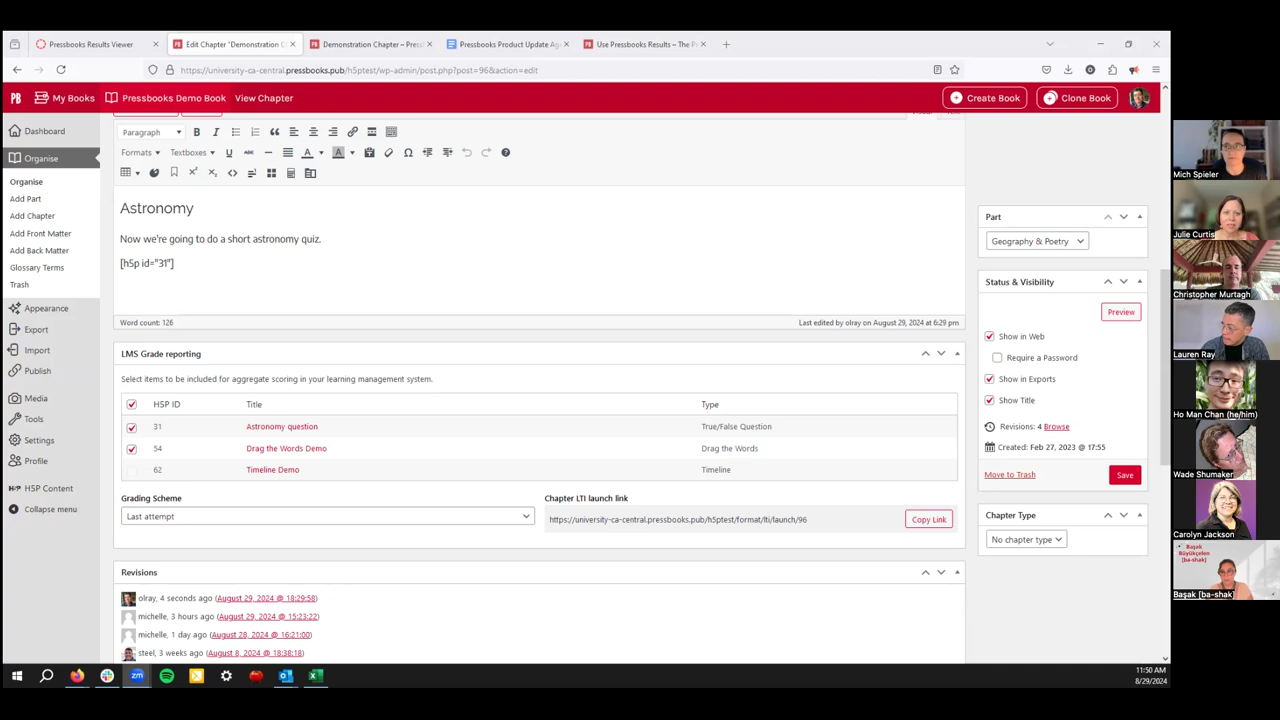 Pressbooks Results Viewer
Edit Chapter "Demonstration C
Demonstration Chapter – Press
Pressbooks Product Update Ag
Use Pressbooks Results – The P
https://university-ca-central.pressbooks.pub/h5ptest/wp-admin/post.php?post=96&action=edit
PB My Books Pressbooks Demo Book View Chapter Create Book Clone Book
Dashboard
Organise
Organise
Add Part
Add Chapter
Add Front Matter
Add Back Matter
Glossary Terms
Trash
Appearance
Export
Import
Publish
Media
Tools
Settings
Profile
H5P Content
Collapse menu
Paragraph
Formats Textboxes
Astronomy
Now we're going to do a short astronomy quiz.
[h5p id="31"]
Word count: 126 Last edited by olray on August 29, 2024 at 6:29 pm
LMS Grade reporting
Select items to be included for aggregate scoring in your learning management system.
H5P ID Title Type
31 Astronomy question True/False Question
54 Drag the Words Demo Drag the Words
62 Timeline Demo Timeline
Grading Scheme
Last attempt
Chapter LTI launch link
https://university-ca-central.pressbooks.pub/h5ptest/format/lti/launch/96 Copy Link
Revisions
olray, 4 seconds ago (August 29, 2024 @ 18:29:58)
michelle, 3 hours ago (August 29, 2024 @ 15:23:22)
michelle, 1 day ago (August 28, 2024 @ 16:21:00)
steel, 3 weeks ago (August 8, 2024 @ 18:38:18)
Part
Geography & Poetry
Status & Visibility
Preview
Show in Web
Require a Password
Show in Exports
Show Title
Revisions: 4 Browse
Created: Feb 27, 2023 @ 17:55
Move to Trash Save
Chapter Type
No chapter type
Mich Spieler
Julie Curtis
Christopher Murtagh
Lauren Ray
Ho Man Chan (he/him)
Wade Shumaker
Carolyn Jackson
Başak
Büyükçelen
[ba-shak]
Başak [ba-shak]
zm
11:50 AM
8/29/2024